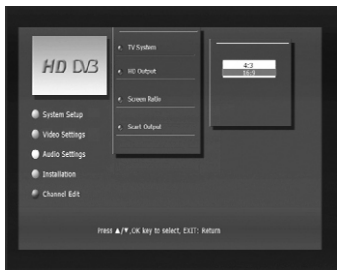 HD DVB
TV System
HD Output
Screen Ratio
Scart Output
4:3
16:9
System Setup
Video Settings
Audio Settings
Installation
Channel Edit
Press ▲/▼,OK key to select, EXIT: Return